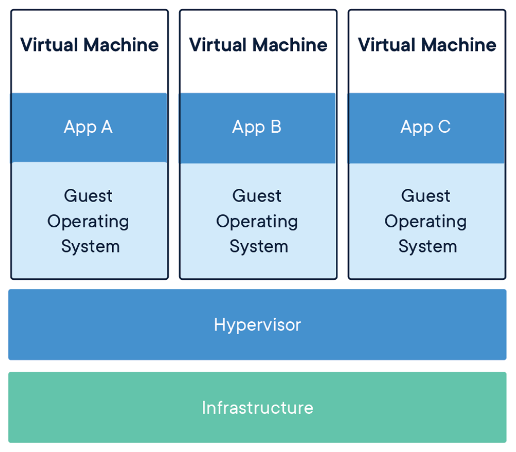 Virtual Machine
App A
Guest
Operating
System
Virtual Machine
App B
Guest
Operating
System
Virtual Machine
App C
Guest
Operating
System
Hypervisor
Infrastructure